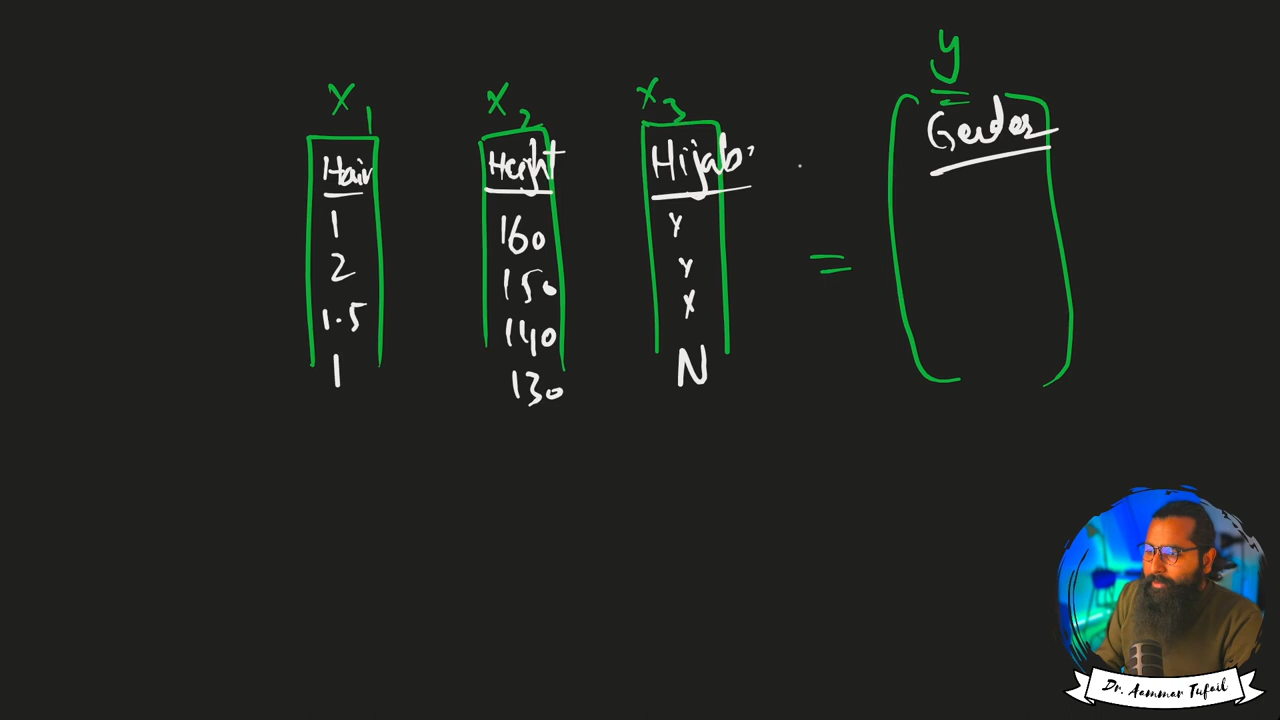 x1 x2 x3 y
Hair Height Hijab Gender
1 160 Y
2 150 Y
1.5 140 Y
1 130 N
=
Dr. Aammar Tufail